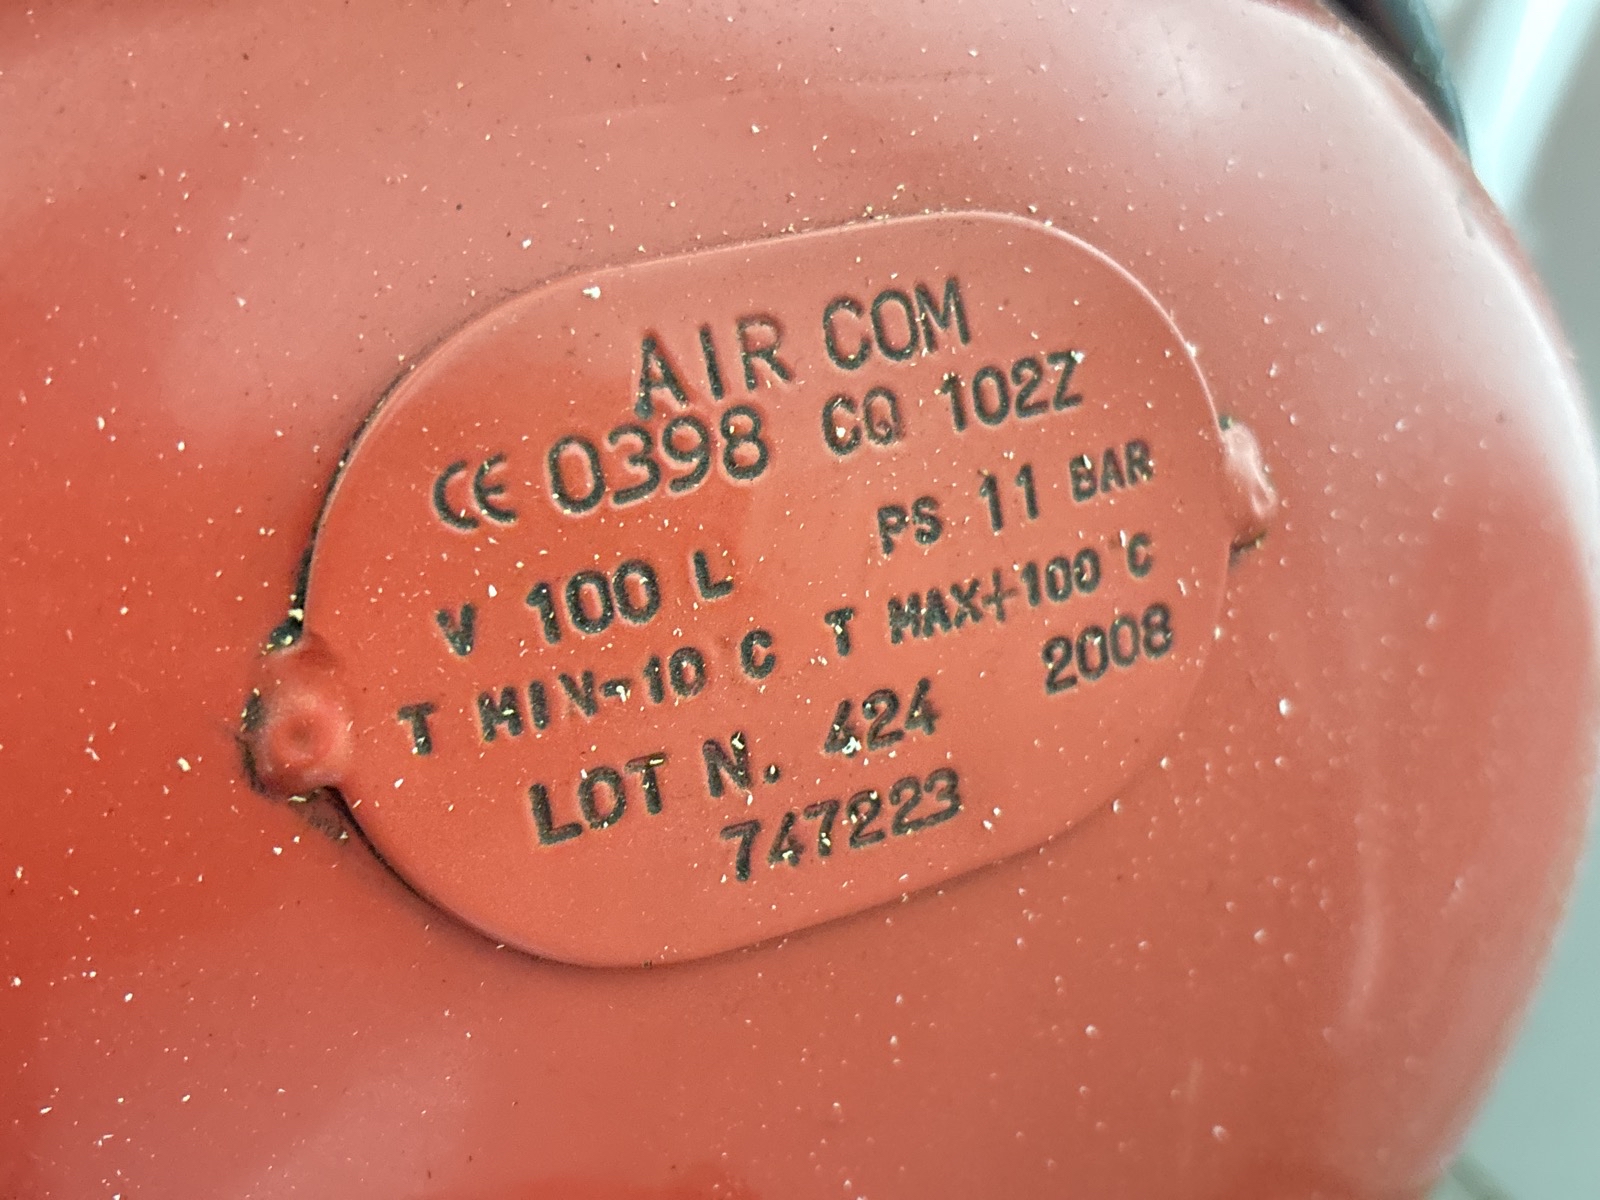 AIR COM
CE 0398 CQ 102Z
V 100 L PS 11 BAR
T MIN-10 C T MAX+100°C
LOT N. 424 2008
747223